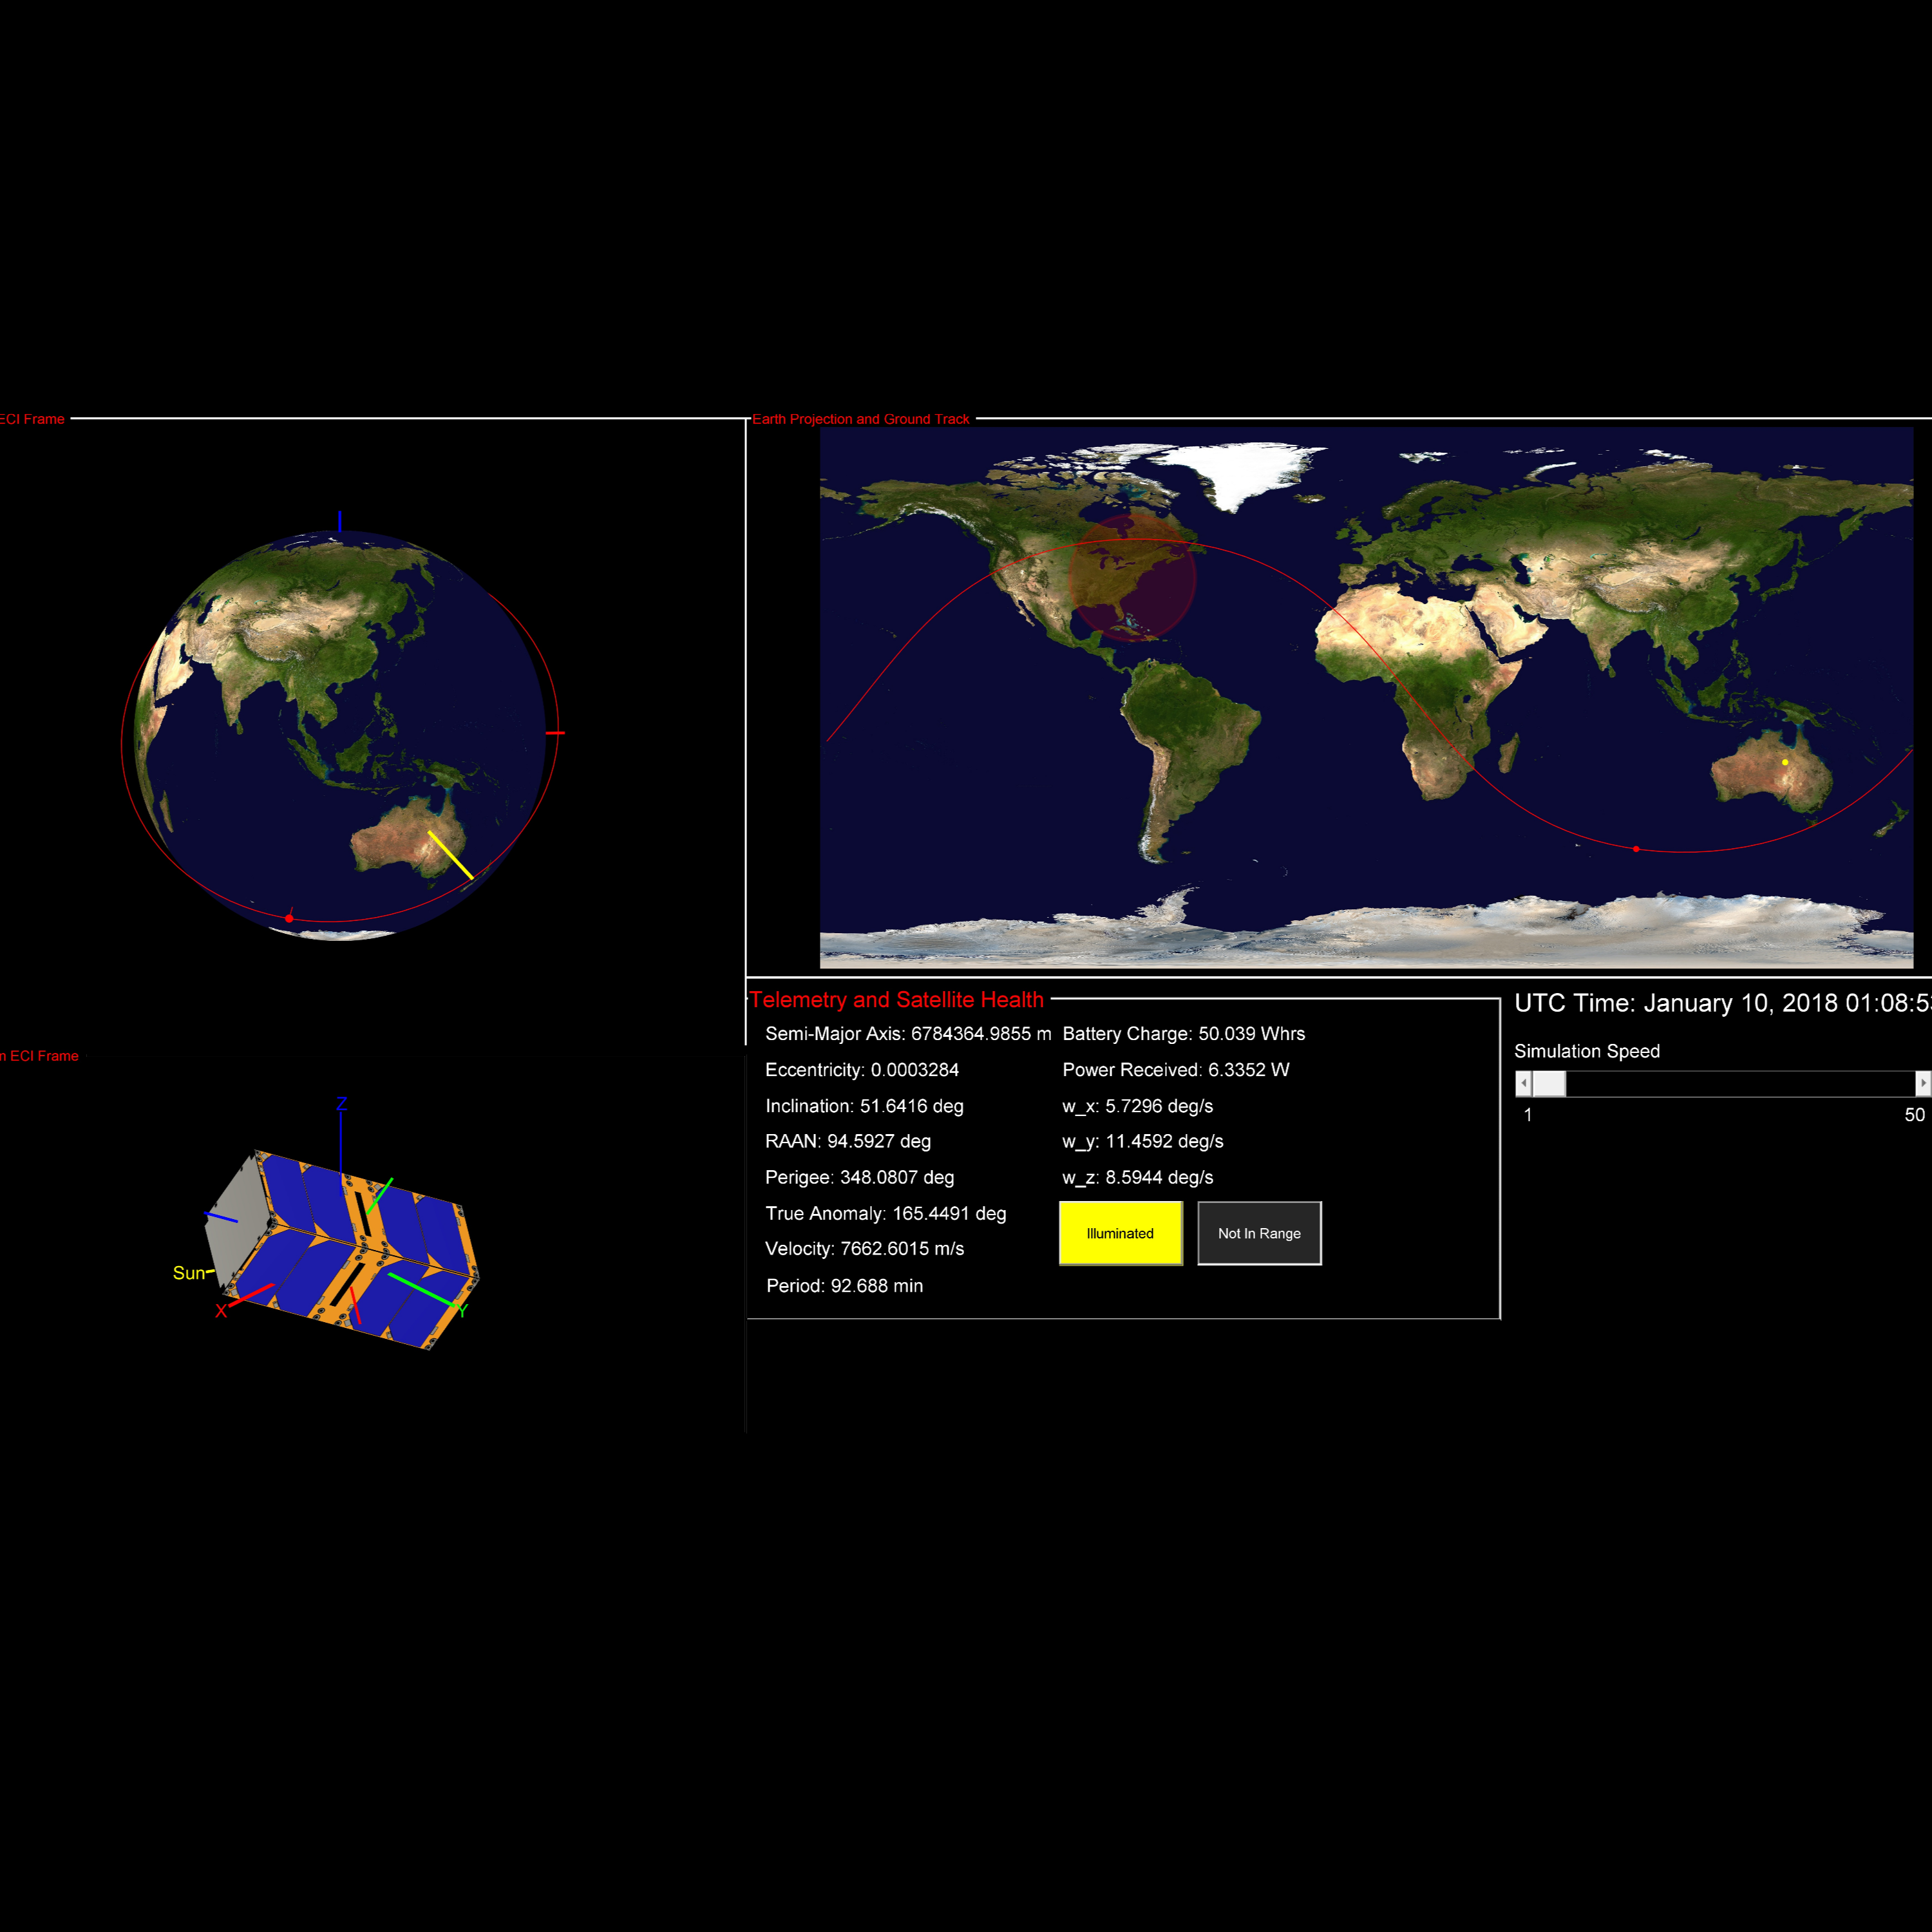 ECI Frame
Earth Projection and Ground Track
Telemetry and Satellite Health
Semi-Major Axis: 6784364.9855 m
Eccentricity: 0.0003284
Inclination: 51.6416 deg
RAAN: 94.5927 deg
Perigee: 348.0807 deg
True Anomaly: 165.4491 deg
Velocity: 7662.6015 m/s
Period: 92.688 min
Battery Charge: 50.039 Whrs
Power Received: 6.3352 W
w_x: 5.7296 deg/s
w_y: 11.4592 deg/s
w_z: 8.5944 deg/s
Illuminated
Not In Range
UTC Time: January 10, 2018 01:08:5
Simulation Speed
1
50
n ECI Frame
Z
Sun
X
Y